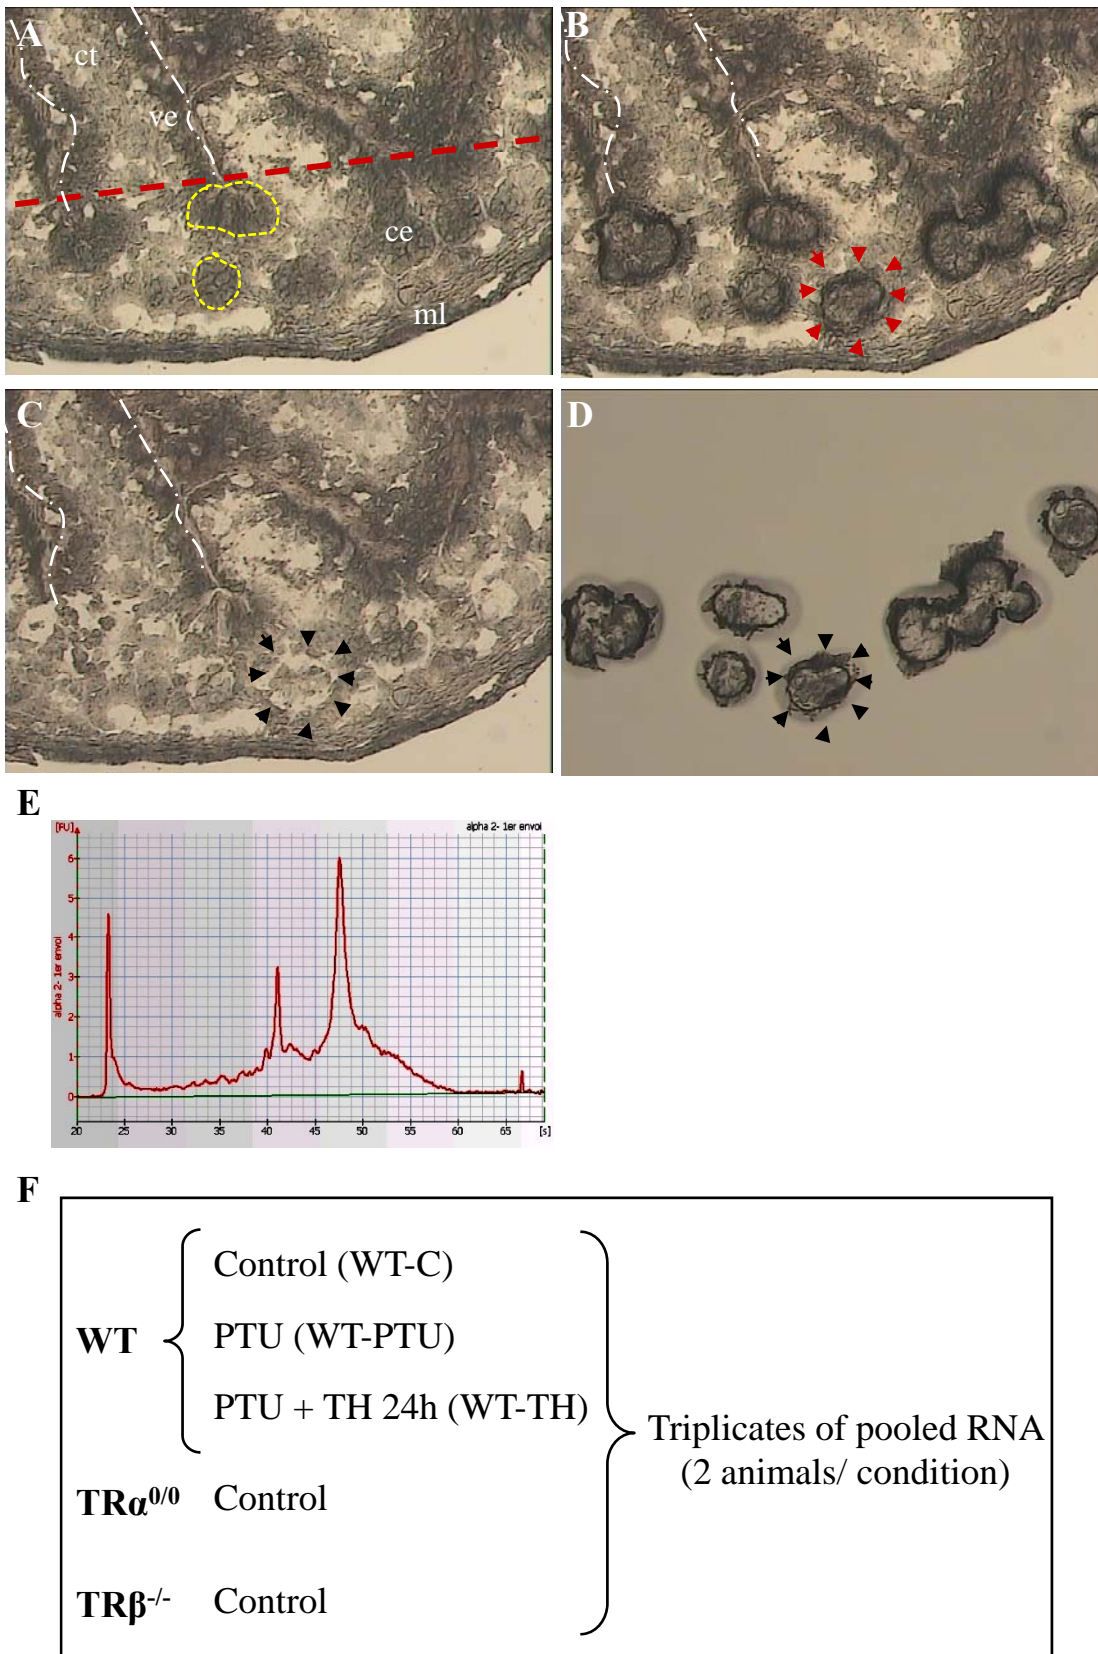 A
ct
ve
ce
ml
B
C
D
E
[FU]
alpha 2- 1er envoi
alpha 2- 1er envoi
6
5
4
3
2
1
0
20 25 30 35 40 45 50 55 60 65 [s]
F
Control (WT-C)
WT
PTU (WT-PTU)
PTU + TH 24h (WT-TH)
Triplicates of pooled RNA
(2 animals/ condition)
TRα0/0 Control
TRβ-/- Control